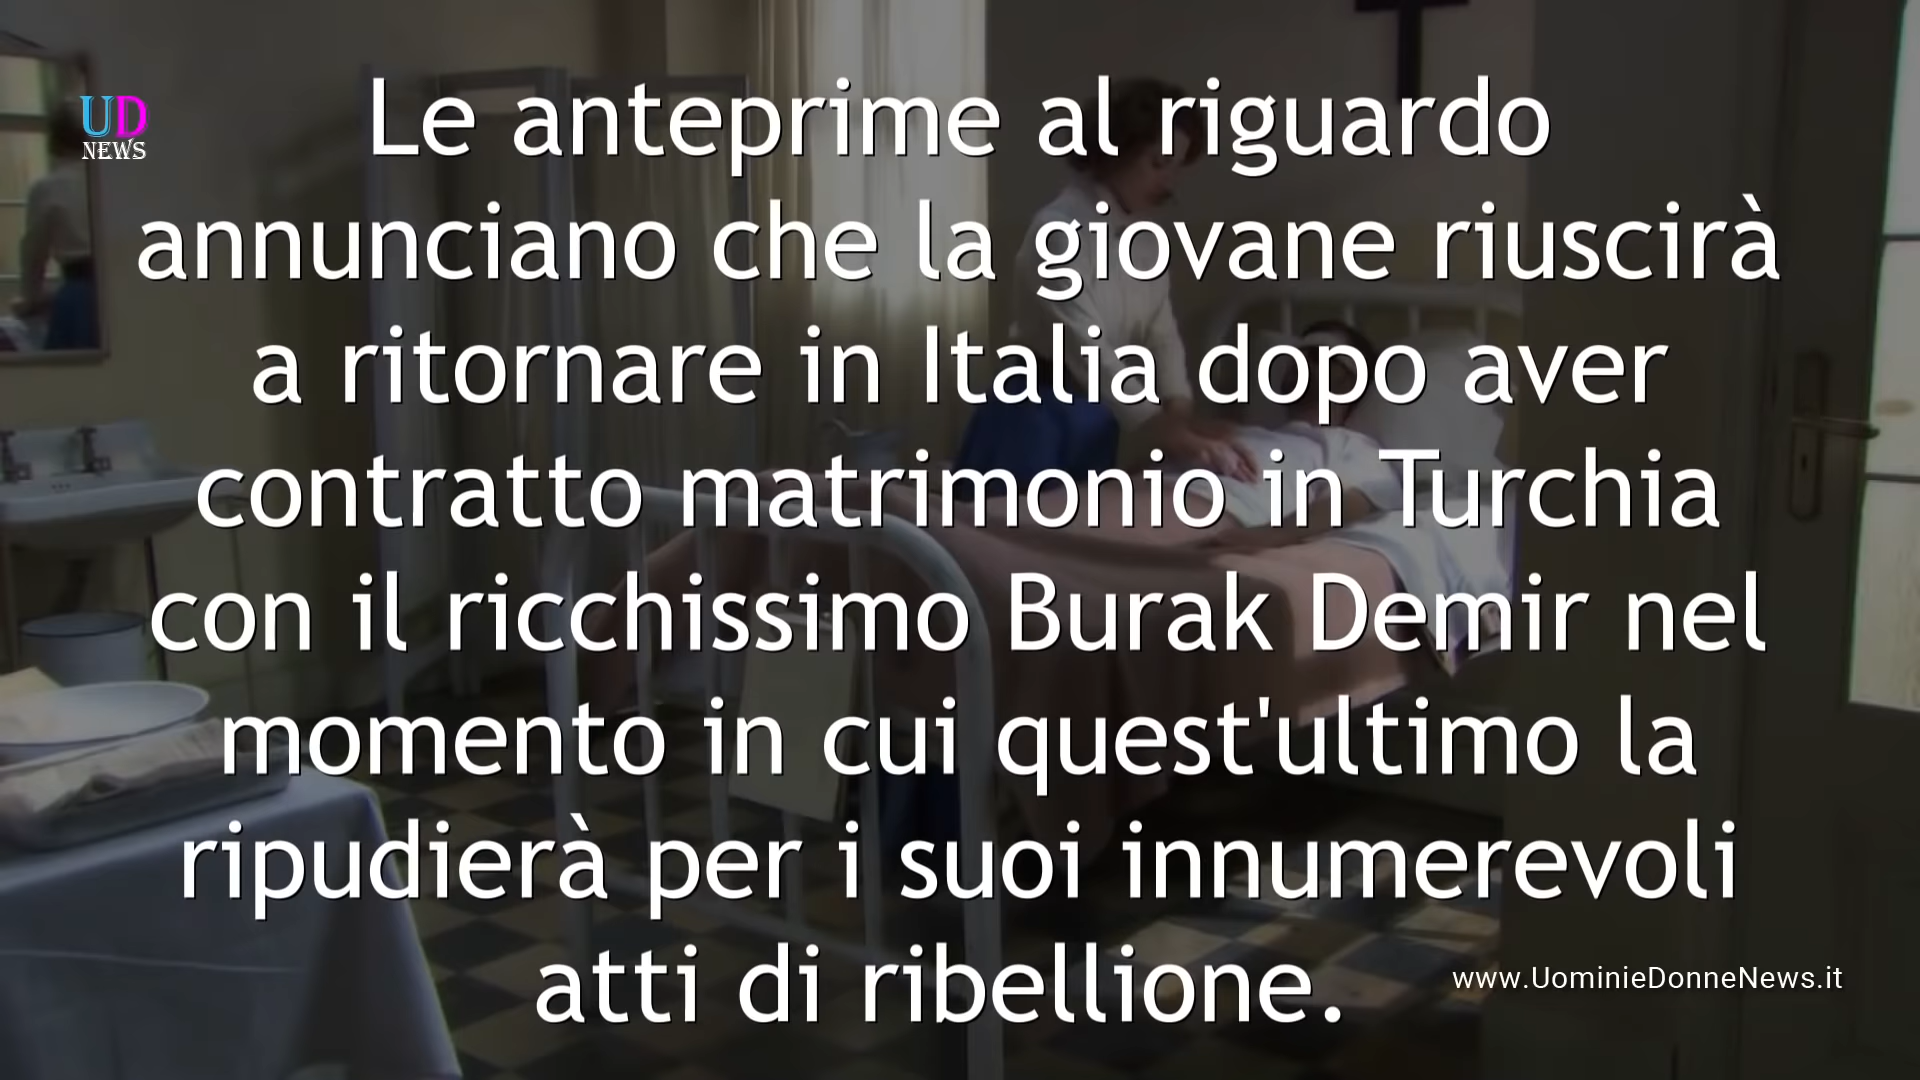 UD
NEWS
Le anteprime al riguardo
annunciano che la giovane riuscirà
a ritornare in Italia dopo aver
contratto matrimonio in Turchia
con il ricchissimo Burak Demir nel
momento in cui quest'ultimo la
ripudierà per i suoi innumerevoli
atti di ribellione.
www.UominieDonneNews.it